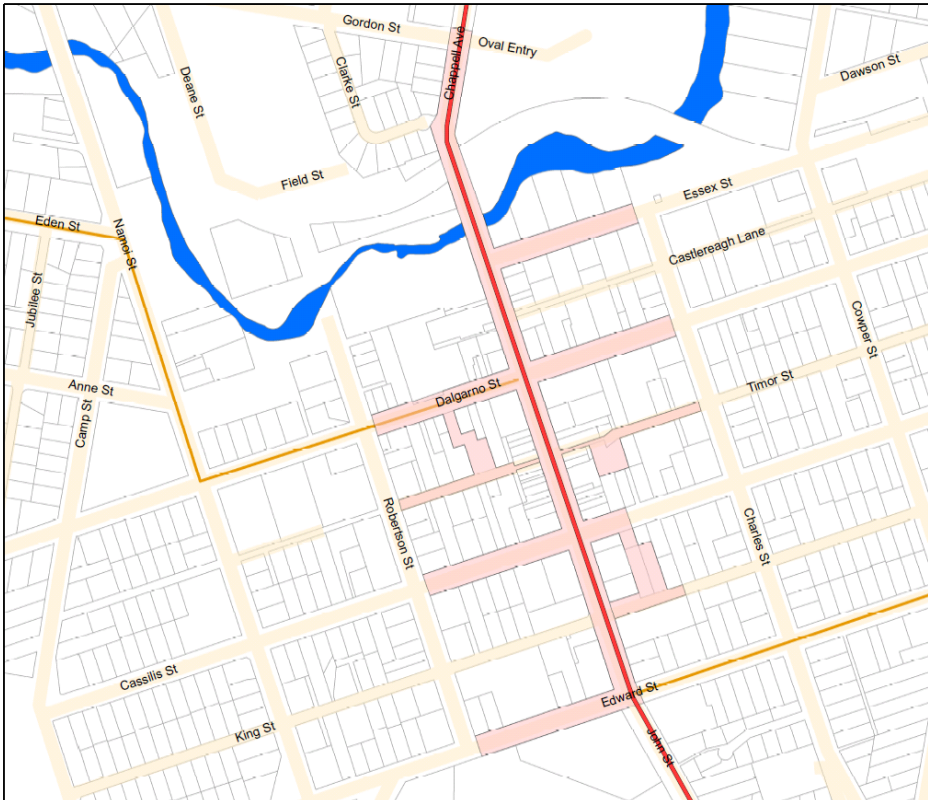 Gordon St
Oval Entry
Chappell Ave
Clarke St
Deane St
Dawson St
Field St
Essex St
Eden St
Namoi St
Castlereagh Lane
Jubilee St
Cowper St
Timor St
Anne St
Dalgarno St
Camp St
Robertson St
Charles St
Cassilis St
Edward St
King St
John St